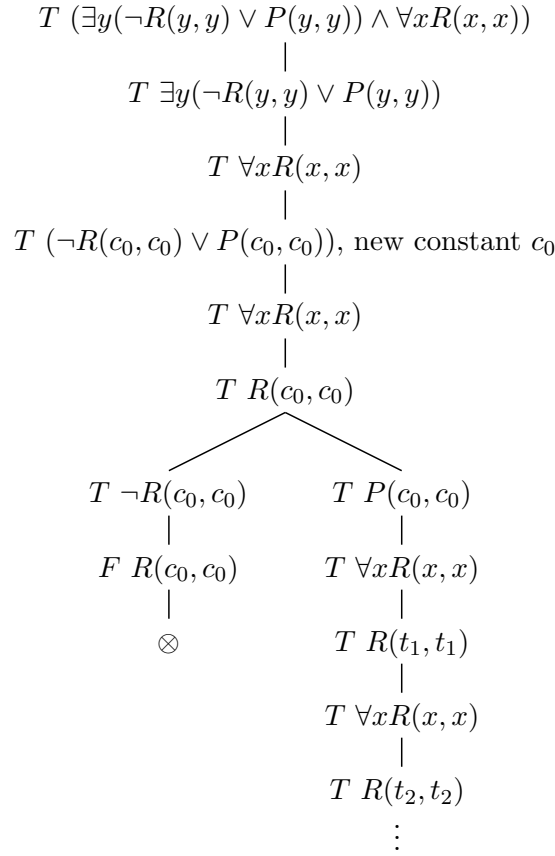 T (∃y(¬R(y, y) ∨ P(y, y)) ∧ ∀xR(x, x))
T ∃y(¬R(y, y) ∨ P(y, y))
T ∀xR(x, x)
T (¬R(c₀, c₀) ∨ P(c₀, c₀)), new constant c₀
T ∀xR(x, x)
T R(c₀, c₀)
T ¬R(c₀, c₀) T P(c₀, c₀)
F R(c₀, c₀) T ∀xR(x, x)
⊗ T R(t₁, t₁)
T ∀xR(x, x)
T R(t₂, t₂)
⋮